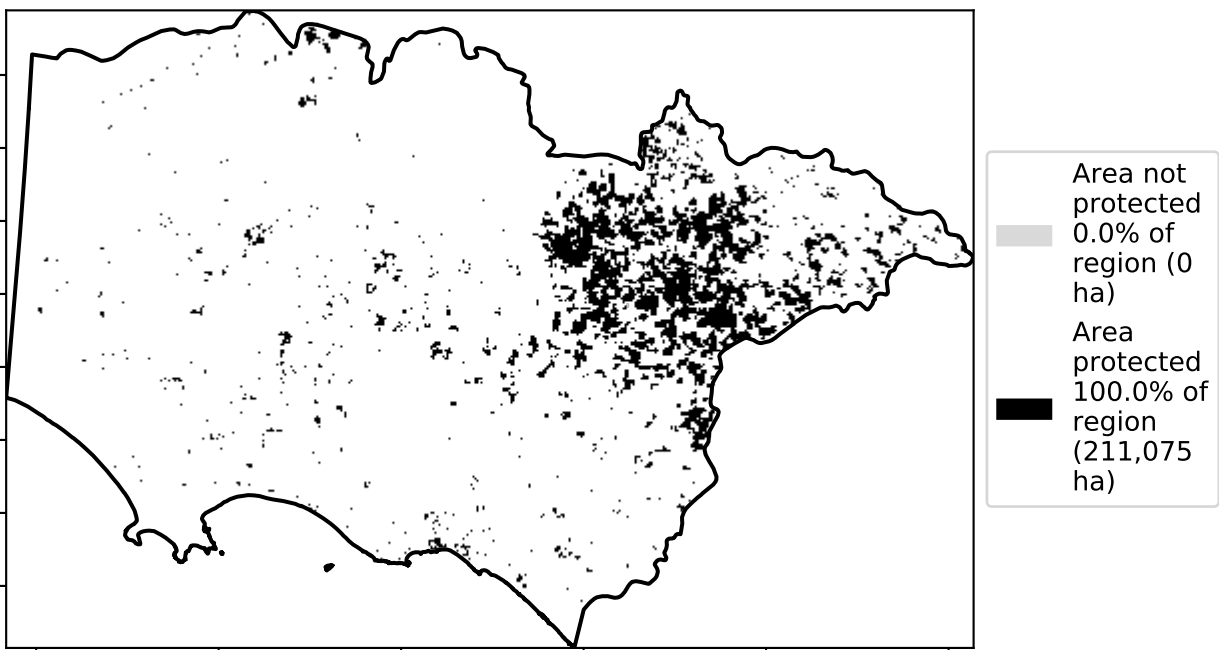 Area not
protected
0.0% of
region (0
ha)
Area
protected
100.0% of
region
(211,075
ha)